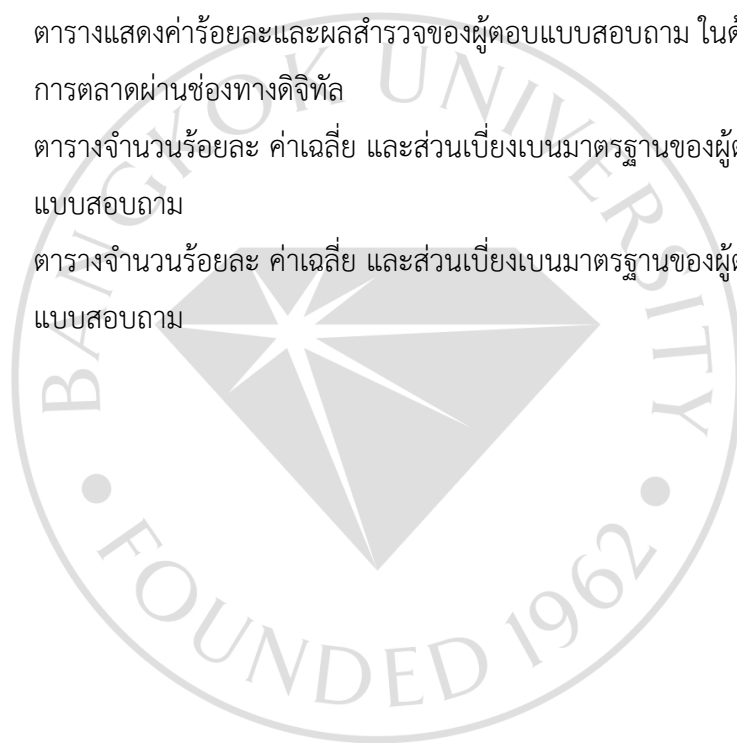 ตารางแสดงค่าร้อยละและผลสำรวจของผู้ตอบแบบสอบถาม
การตลาดผ่านช่องทางดิจิทัล
ตารางจำนวนร้อยละ ค่าเฉลี่ย และส่วนเบี่ยงเบนมาตรฐานของ
แบบสอบถาม
ตารางจำนวนร้อยละ ค่าเฉลี่ย และส่วนเบี่ยงเบนมาตรฐานของ
แบบสอบถาม
BANGKOK UNIVERSITY
FOUNDED 1962